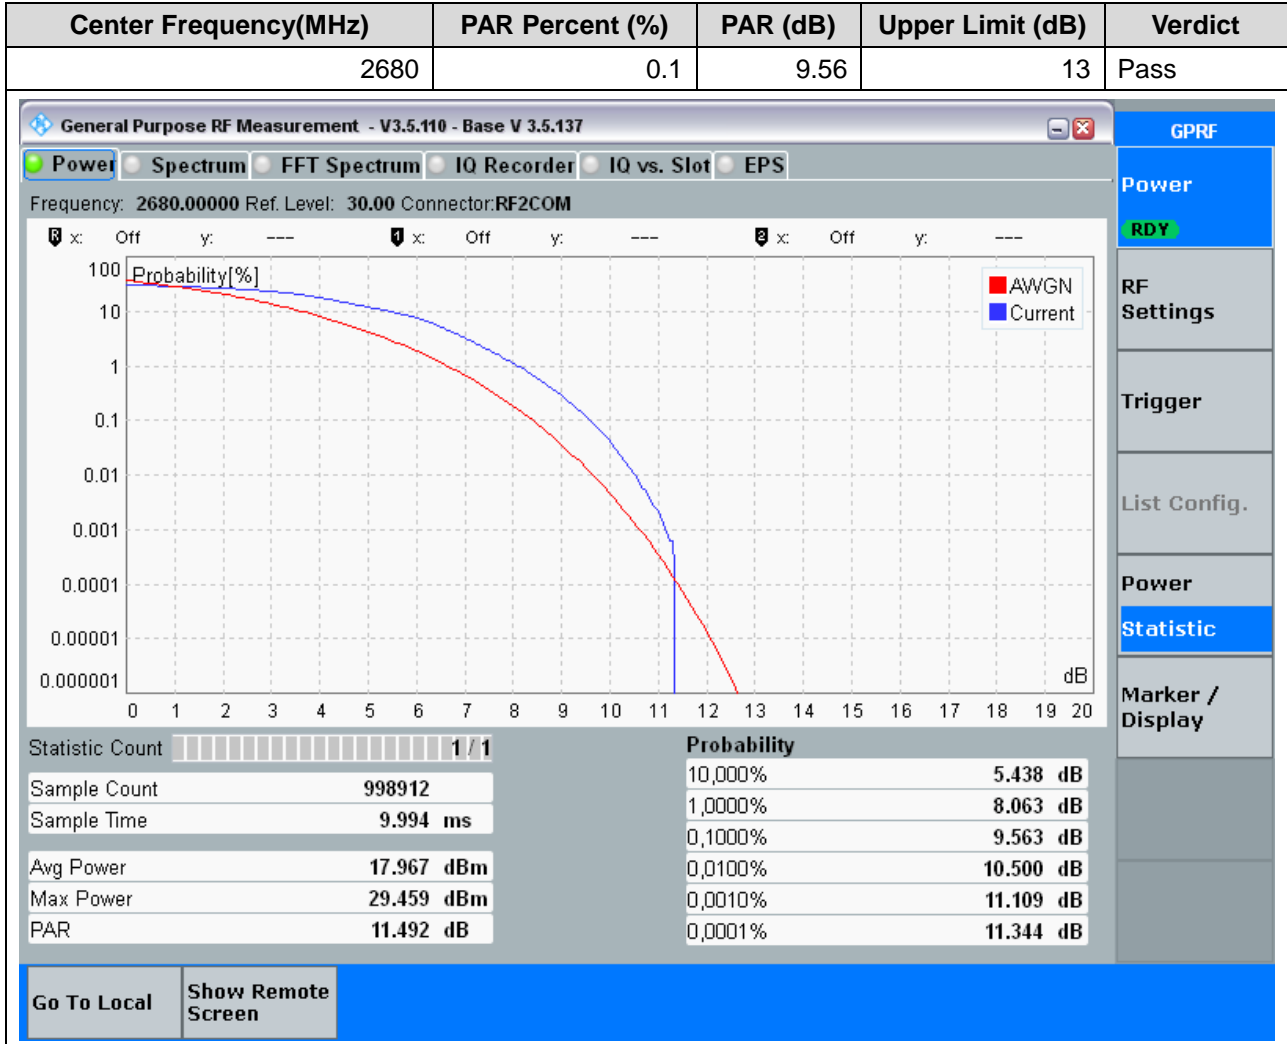 Center Frequency(MHz) PAR Percent (%) PAR (dB) Upper Limit (dB) Verdict
2680 0.1 9.56 13 Pass
General Purpose RF Measurement - V3.5.110 - Base V 3.5.137
GPRF
Power Spectrum FFT Spectrum IQ Recorder IQ vs. Slot EPS
Power
RDY
Frequency: 2680.00000 Ref. Level: 30.00 Connector:RF2COM
R x: Off y: --- 1 x: Off y: --- 2 x: Off y: ---
Probability[%]
AWGN
Current
100
10
1
0.1
0.01
0.001
0.0001
0.00001
0.000001
dB
0 1 2 3 4 5 6 7 8 9 10 11 12 13 14 15 16 17 18 19 20
RF
Settings
Trigger
List Config.
Power
Statistic
Marker /
Display
Statistic Count 1 / 1
Sample Count 998912
Sample Time 9.994 ms
Avg Power 17.967 dBm
Max Power 29.459 dBm
PAR 11.492 dB
Probability
10,000% 5.438 dB
1,0000% 8.063 dB
0,1000% 9.563 dB
0,0100% 10.500 dB
0,0010% 11.109 dB
0,0001% 11.344 dB
Go To Local
Show Remote
Screen